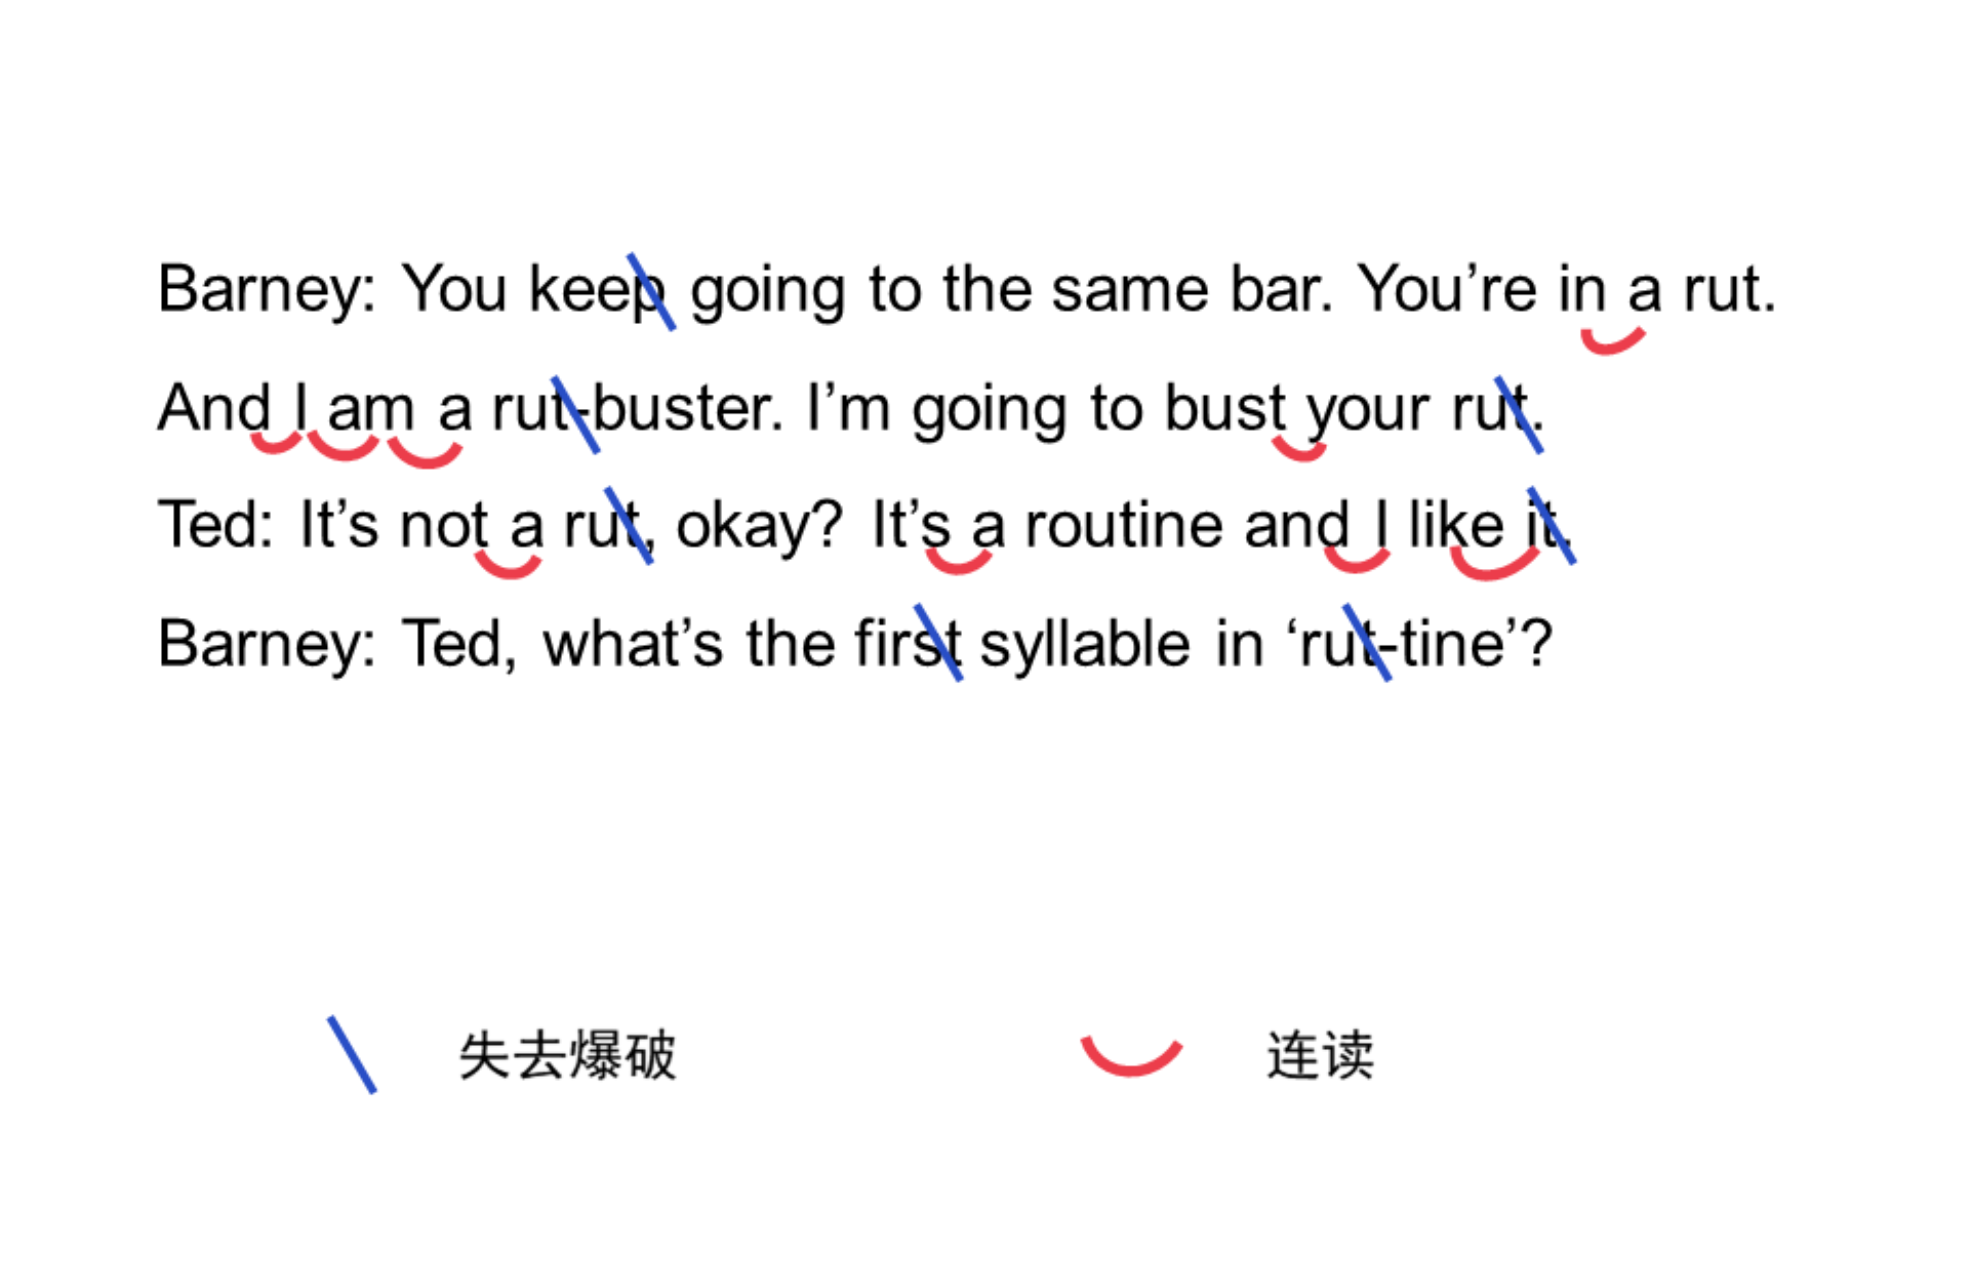 Barney: You keep going to the same bar. You’re in a rut.
And I am a rut-buster. I’m going to bust your rut.
Ted: It’s not a rut, okay? It’s a routine and I like it.
Barney: Ted, what’s the first syllable in ‘rut-tine’?
失去爆破 连读